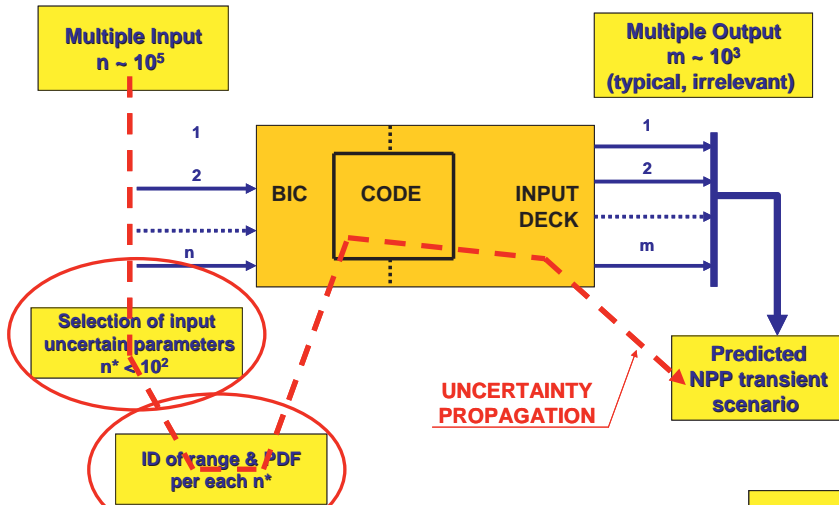 Multiple Input
n ~ 10⁵
Multiple Output
m ~ 10³
(typical, irrelevant)
1
2
n
BIC
CODE
INPUT
DECK
1
2
m
Selection of input
uncertain parameters
n* < 10²
ID of range & PDF
per each n*
UNCERTAINTY
PROPAGATION
Predicted
NPP transient
scenario